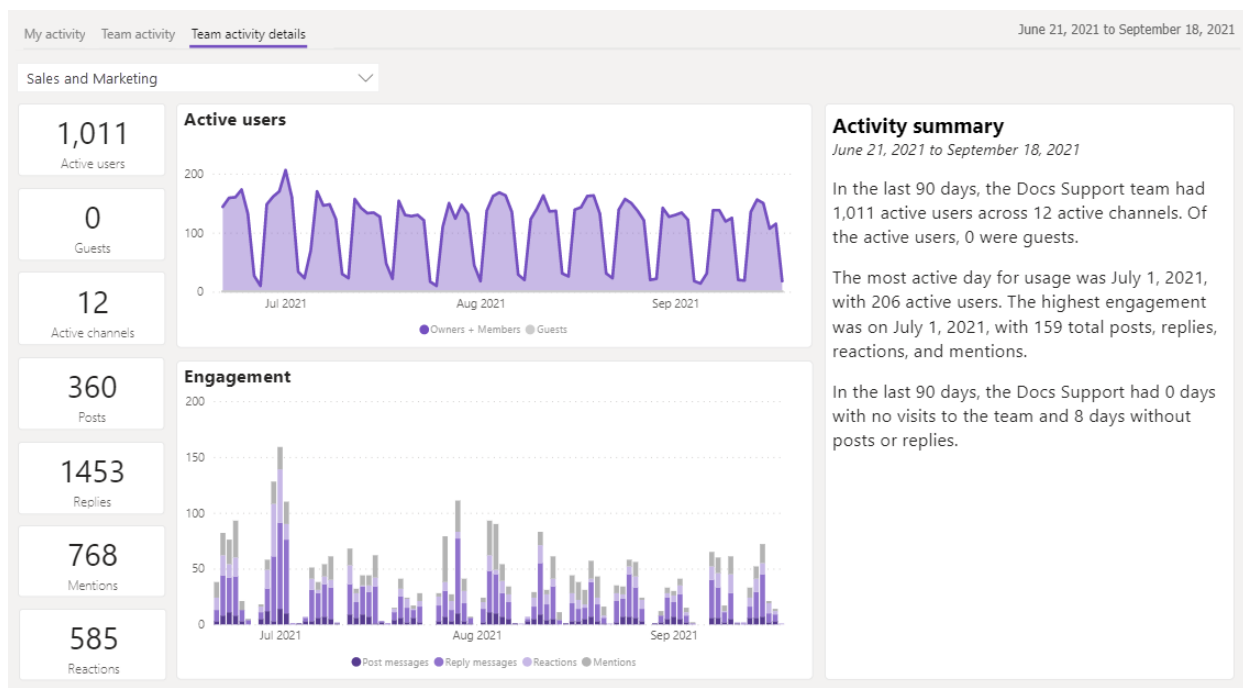 My activity Team activity Team activity details
June 21, 2021 to September 18, 2021
Sales and Marketing
1,011
Active users
0
Guests
12
Active channels
360
Posts
1453
Replies
768
Mentions
585
Reactions
Active users
200
100
0
Jul 2021 Aug 2021 Sep 2021
Owners + Members Guests
Engagement
200
150
100
50
0
Jul 2021 Aug 2021 Sep 2021
Post messages Reply messages Reactions Mentions
Activity summary
June 21, 2021 to September 18, 2021
In the last 90 days, the Docs Support team had
1,011 active users across 12 active channels. Of
the active users, 0 were guests.
The most active day for usage was July 1, 2021,
with 206 active users. The highest engagement
was on July 1, 2021, with 159 total posts, replies,
reactions, and mentions.
In the last 90 days, the Docs Support had 0 days
with no visits to the team and 8 days without
posts or replies.